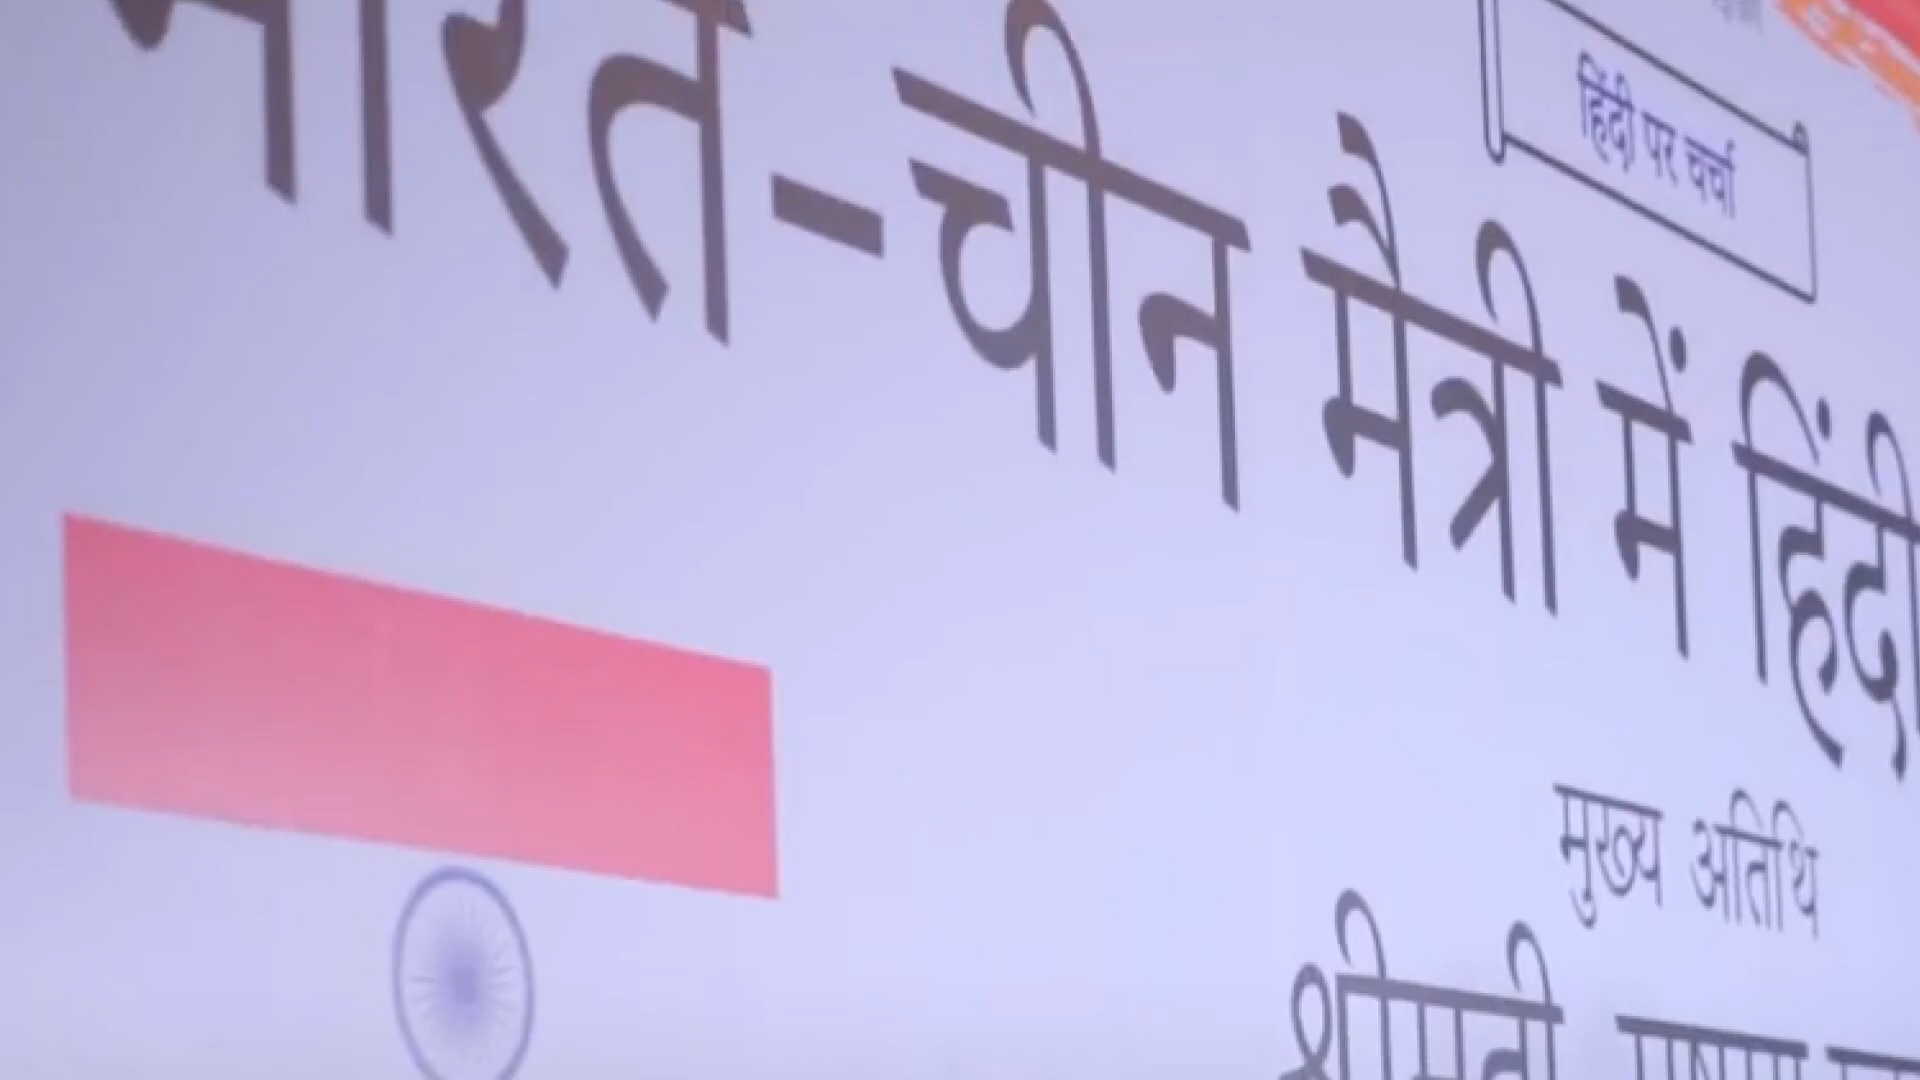 हिंदी पर चर्चा
भारत-चीन मैत्री में हिंदी
मुख्य अतिथि
श्रीमती